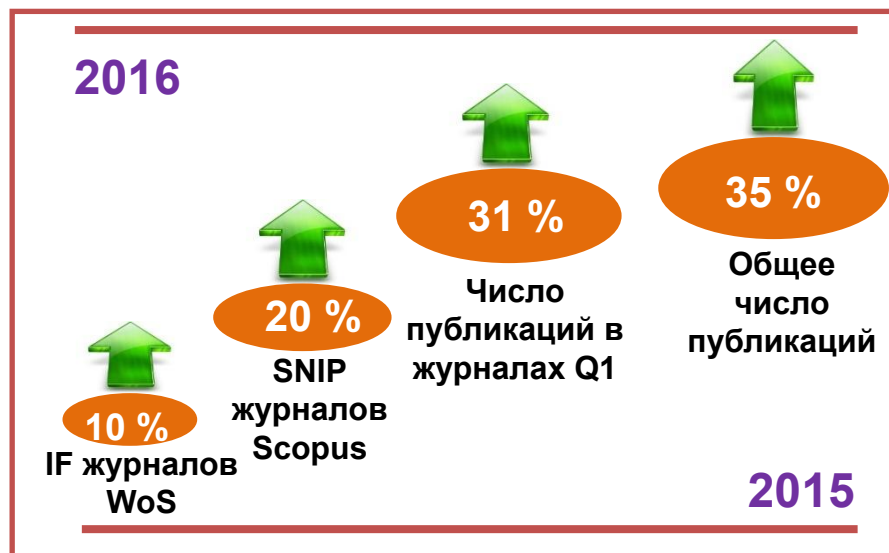 2016
10 %
IF журналов
WoS
20 %
SNIP
журналов
Scopus
31 %
Число
публикаций в
журналах Q1
35 %
Общее
число
публикаций
2015